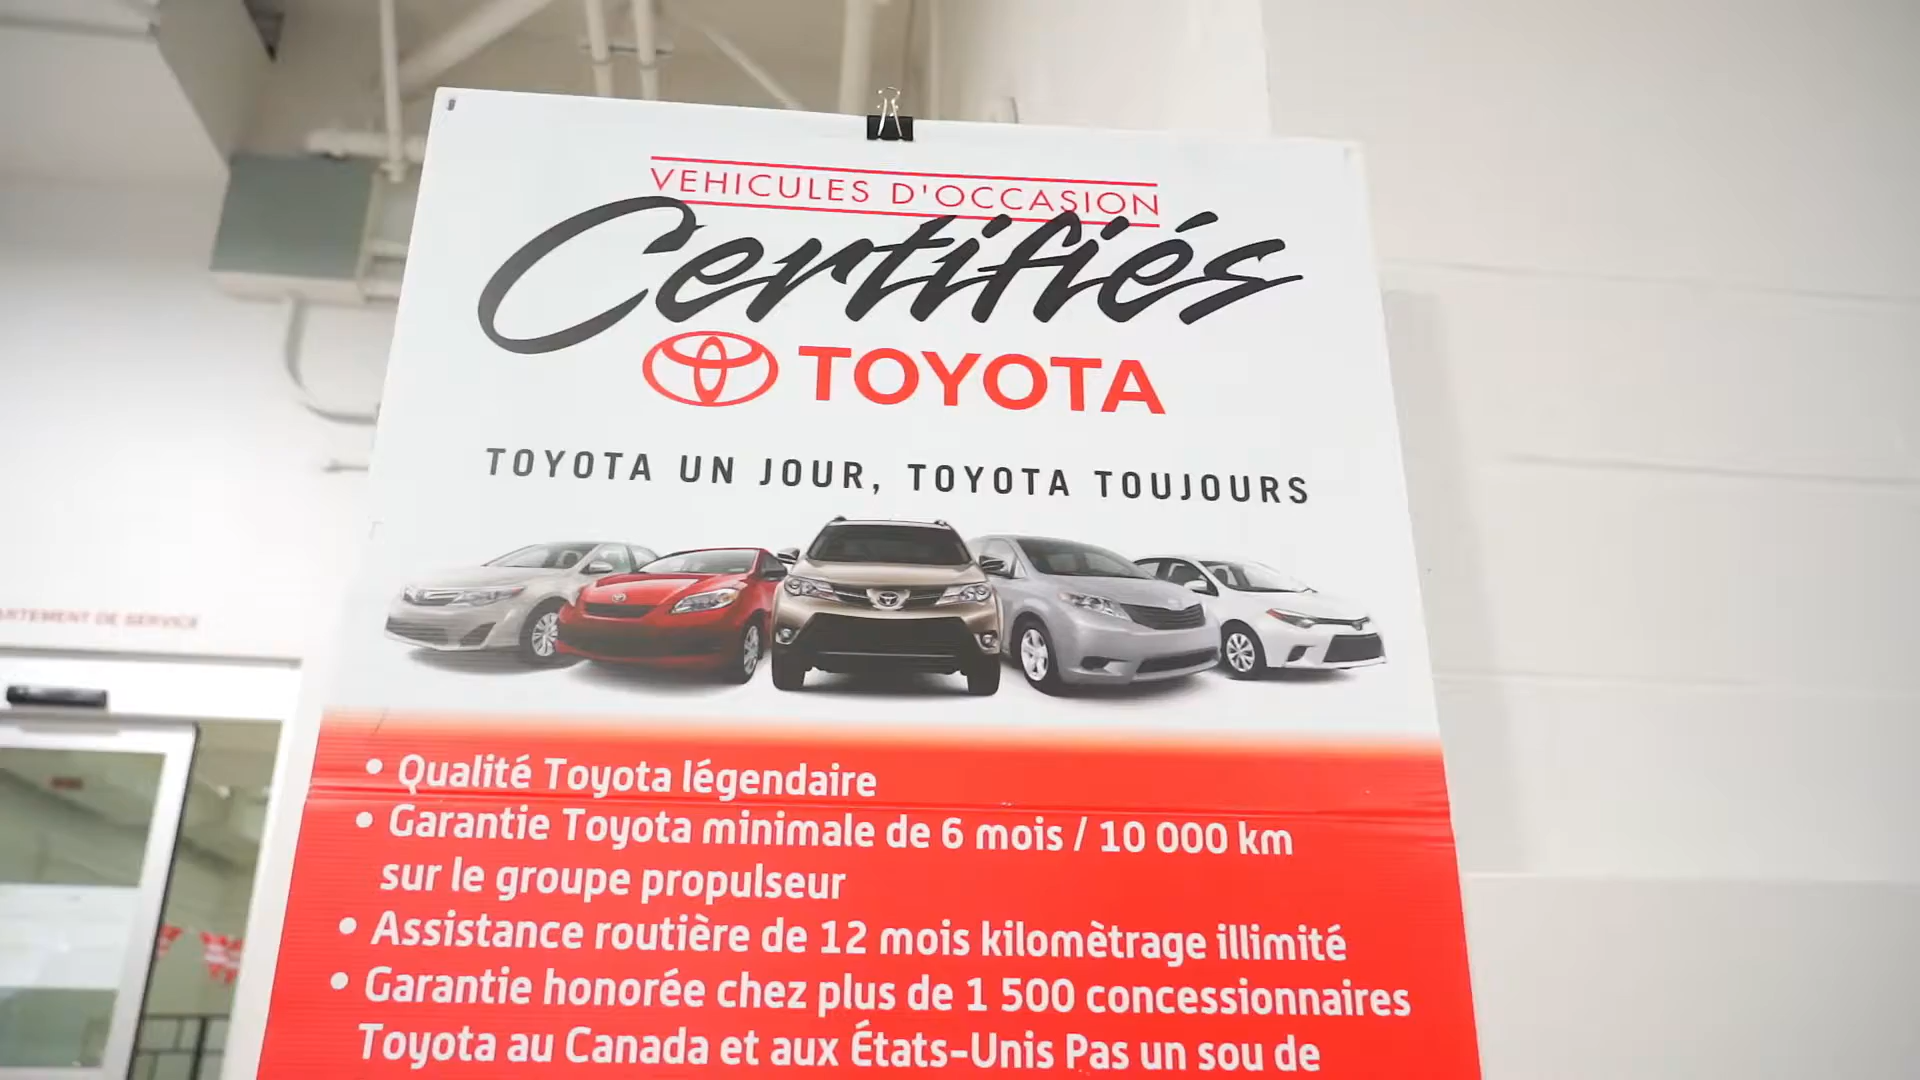 VEHICULES D'OCCASION
Certifiés
TOYOTA
TOYOTA UN JOUR, TOYOTA TOUJOURS
• Qualité Toyota légendaire
• Garantie Toyota minimale de 6 mois / 10 000 km
sur le groupe propulseur
• Assistance routière de 12 mois kilomètrage illimité
• Garantie honorée chez plus de 1 500 concessionnaires
Toyota au Canada et aux États-Unis Pas un sou de
DE SERVICE